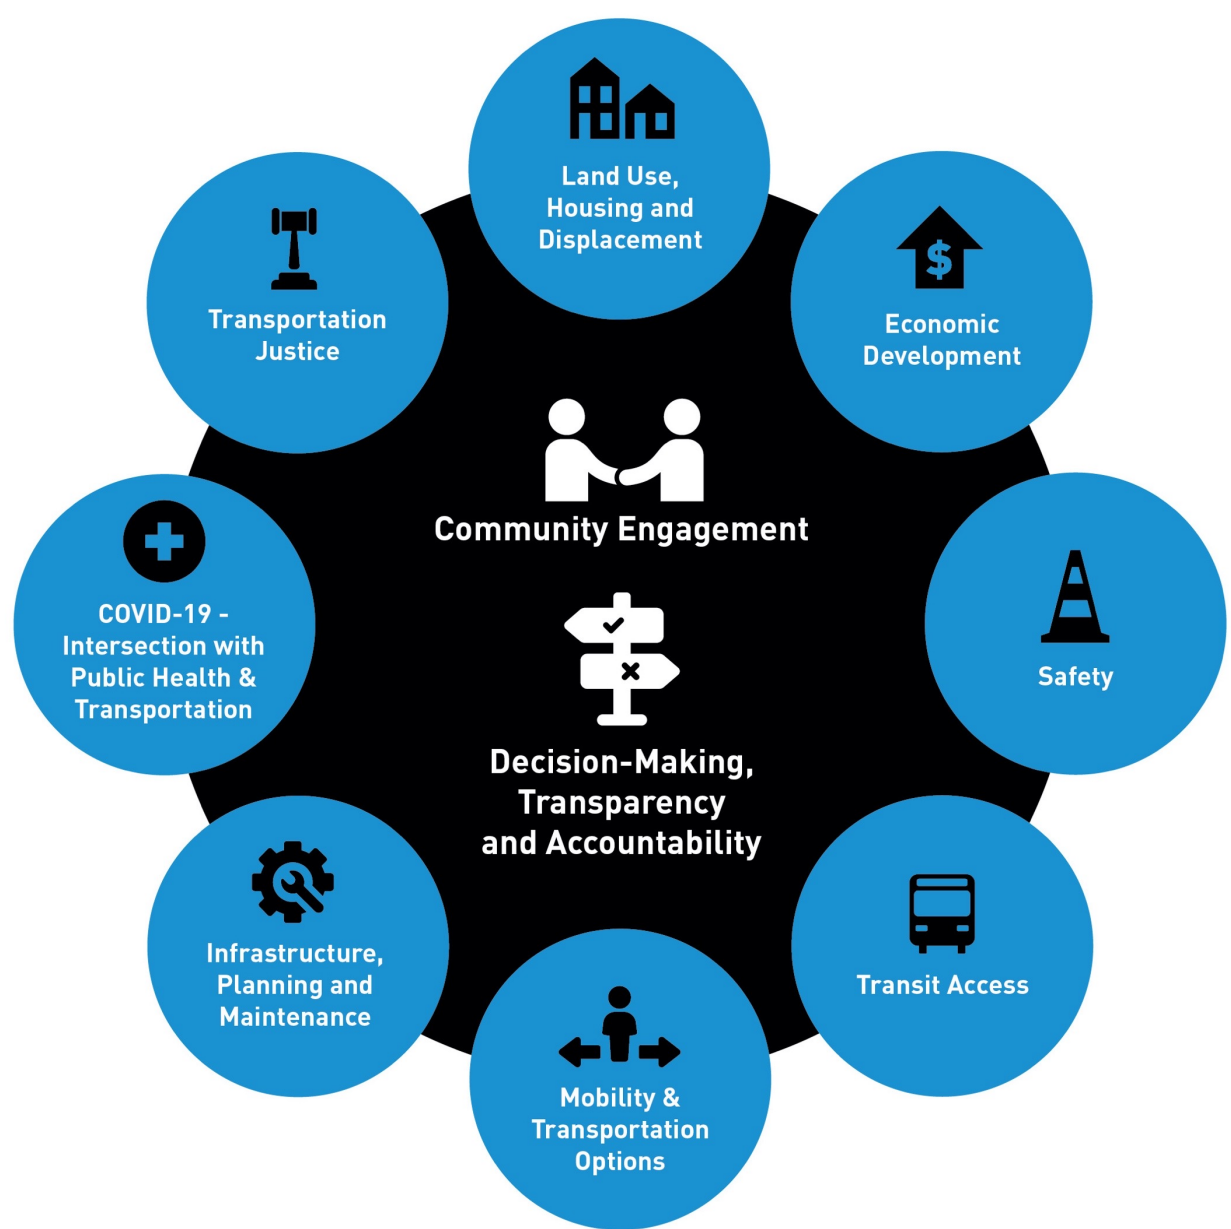 Land Use,
Housing and
Displacement
$
Economic
Development
Safety
Transit Access
Mobility &
Transportation
Options
Infrastructure,
Planning and
Maintenance
COVID-19 -
Intersection with
Public Health &
Transportation
Transportation
Justice
Community Engagement
Decision-Making,
Transparency
and Accountability